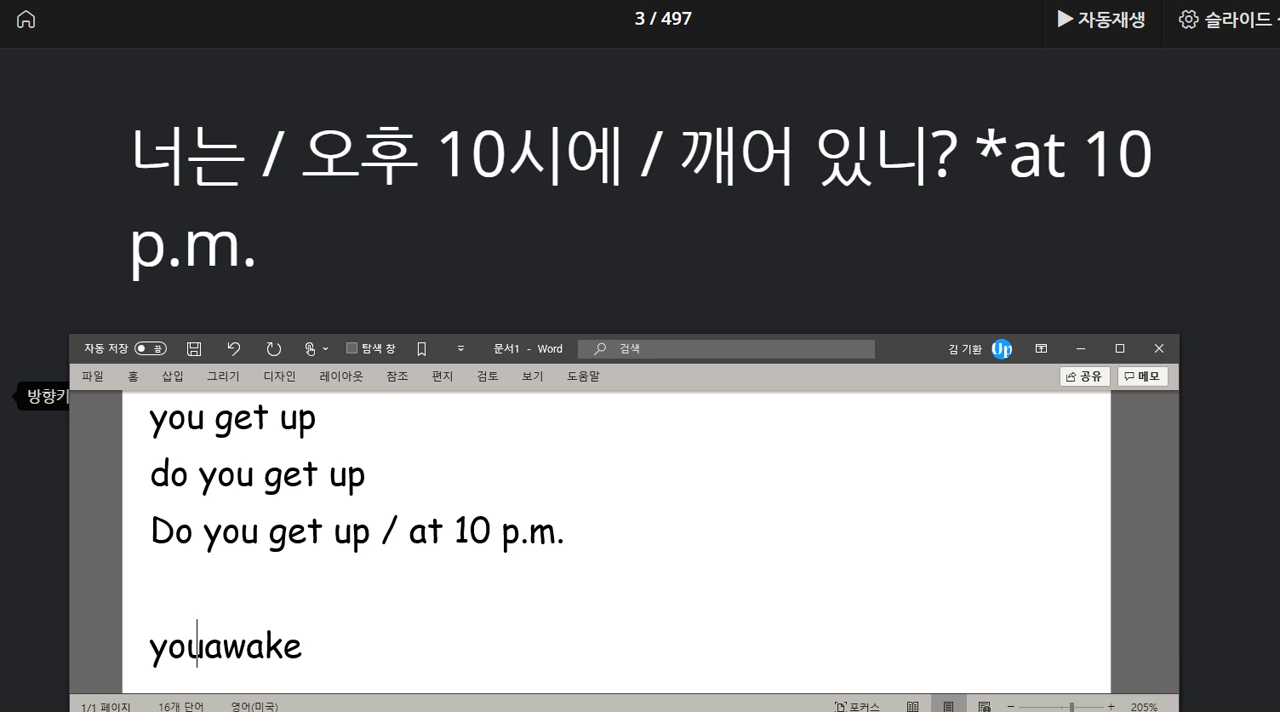 3 / 497
▶ 자동재생
슬라이드
너는 / 오후 10시에 / 깨어 있니? *at 10
p.m.
자동 저장 끔
탐색 창
문서1 - Word
검색
김 기환
Up
파일 홈 삽입 그리기 디자인 레이아웃 참조 편지 검토 보기 도움말
공유 메모
방향키
you get up
do you get up
Do you get up / at 10 p.m.
youawake
1/1 페이지 16개 단어 영어(미국)
포커스
205%